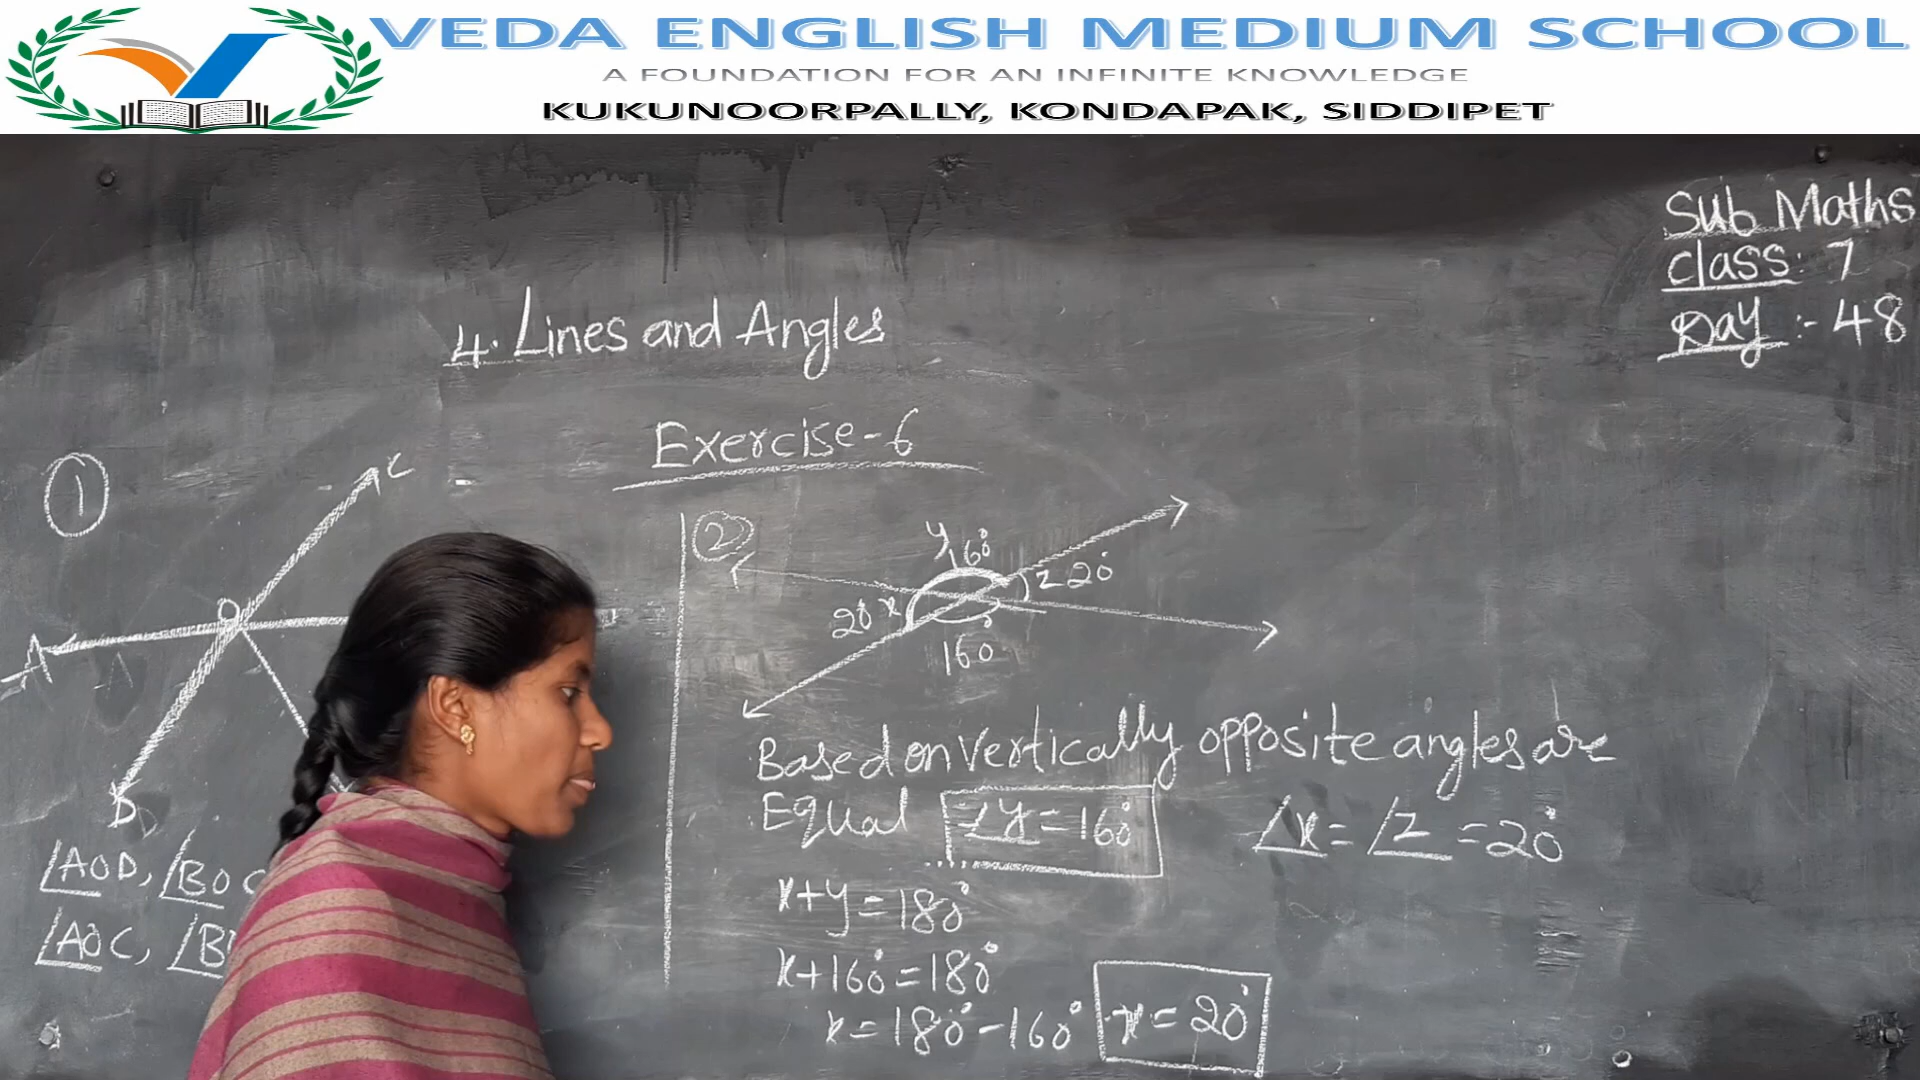 VEDA ENGLISH MEDIUM SCHOOL
A FOUNDATION FOR AN INFINITE KNOWLEDGE
KUKUNOORPALLY, KONDAPAK, SIDDIPET
Sub Maths
Class: 7
Day :- 48
4. Lines and Angles
Exercise-6
1
C
O
A
D
∠AOD, ∠BOC
∠AOC, ∠B
2
y 160°
z 20°
20° x
160
Based on vertically opposite angles are
Equal ∠y = 160° ∠x = ∠z = 20°
x+y = 180°
x+160° = 180°
x = 180° - 160° x = 20°